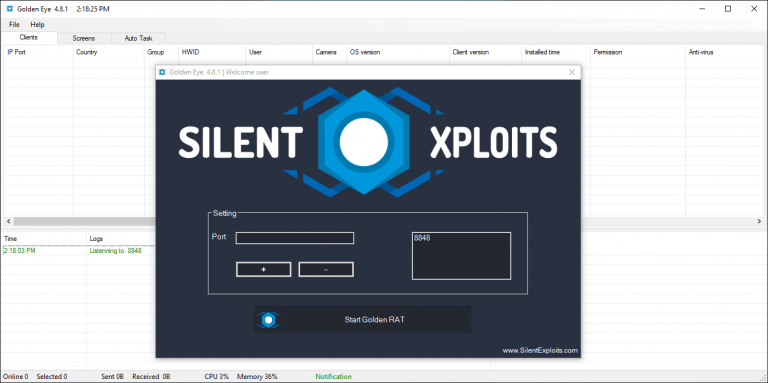 Golden Eye 4.8.1 2:18:25 PM
File Help
Clients Screens Auto Task
IP Port Country Group HWID User Camera OS version Client version Installed time Permission Anti-virus
Golden Eye 4.8.1 | Welcome user
SILENT XPLOITS
Setting
Port
8848
+ -
Start Golden RAT
www.SilentExploits.com
Time Logs
2:18:03 PM Listenning to: 8848
Online 0 Selected 0 Sent 0B Received 0B CPU 3% Memory 36% Notification